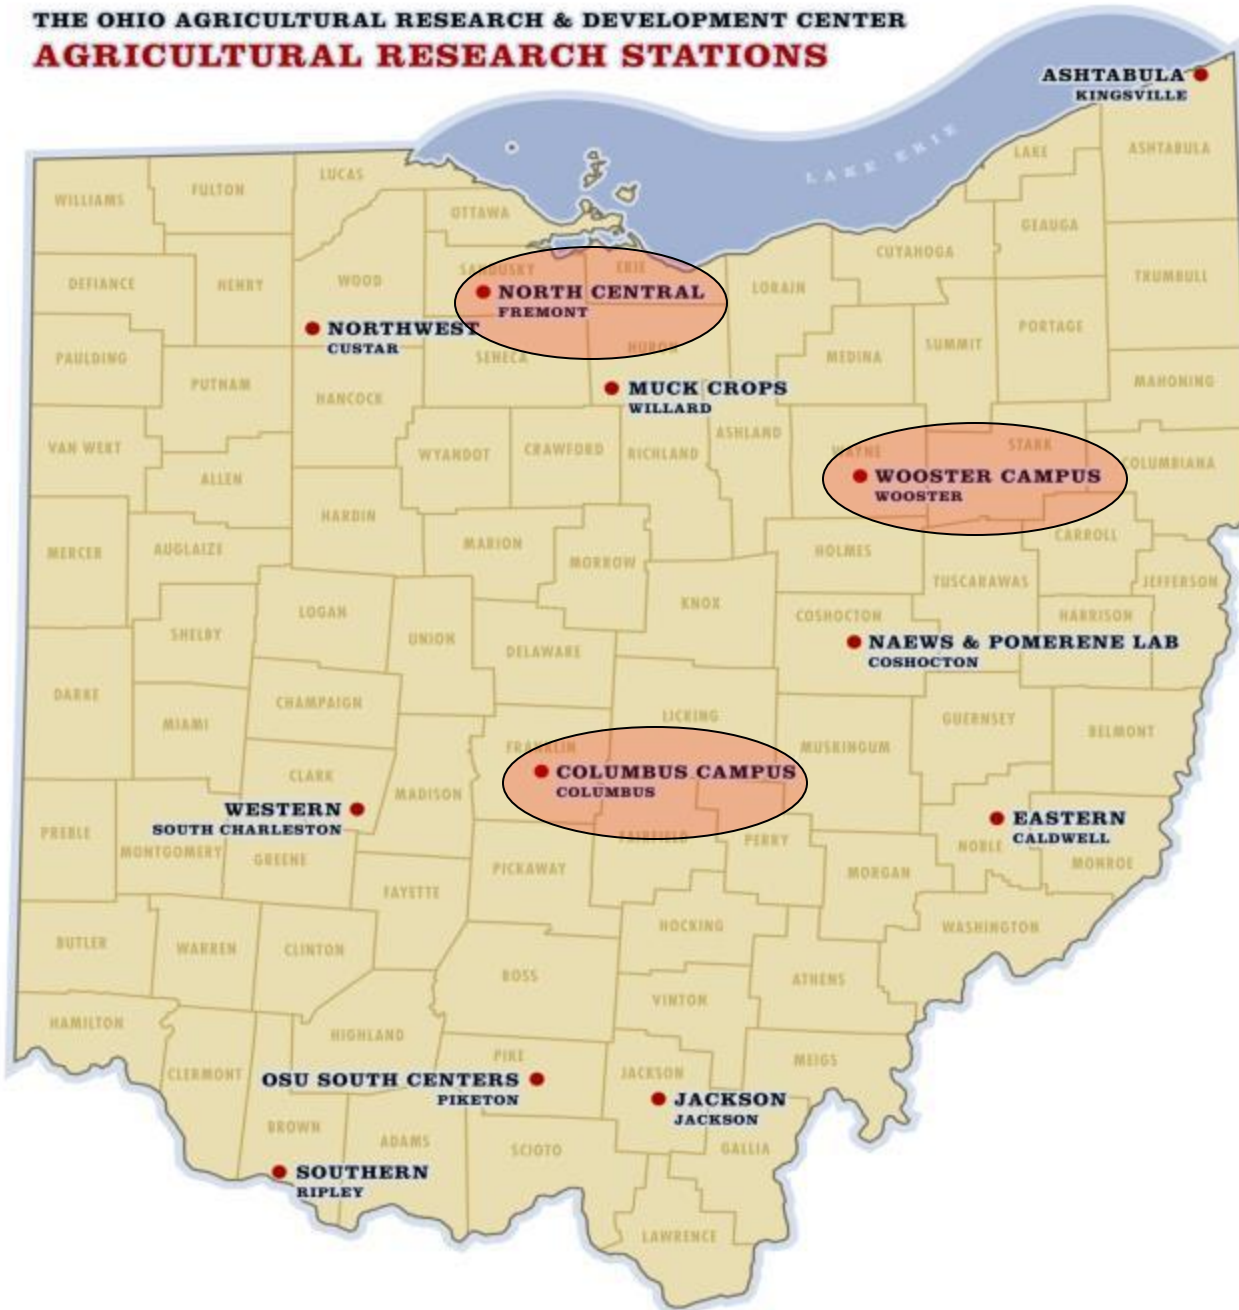 THE OHIO AGRICULTURAL RESEARCH & DEVELOPMENT CENTER
AGRICULTURAL RESEARCH STATIONS
ASHTABULA
KINGSVILLE
LAKE ERIE
LAKE
ASHTABULA
WILLIAMS
FULTON
LUCAS
OTTAWA
GEAUGA
CUYAHOGA
DEFIANCE
HENRY
WOOD
SANDUSKY
ERIE
LORAIN
TRUMBULL
NORTH CENTRAL
FREMONT
NORTHWEST
CUSTAR
PAULDING
PUTNAM
HANCOCK
SENECA
HURON
MEDINA
SUMMIT
PORTAGE
MAHONING
MUCK CROPS
WILLARD
VAN WERT
ALLEN
WYANDOT
CRAWFORD
RICHLAND
ASHLAND
WAYNE
STARK
COLUMBIANA
WOOSTER CAMPUS
WOOSTER
MERCER
AUGLAIZE
HARDIN
MARION
MORROW
HOLMES
CARROLL
TUSCARAWAS
JEFFERSON
SHELBY
LOGAN
UNION
DELAWARE
KNOX
COSHOCTON
HARRISON
NAEWS & POMERENE LAB
COSHOCTON
DARKE
MIAMI
CHAMPAIGN
LICKING
MUSKINGUM
GUERNSEY
BELMONT
CLARK
MADISON
FRANKLIN
COLUMBUS CAMPUS
COLUMBUS
WESTERN
SOUTH CHARLESTON
EASTERN
CALDWELL
PREBLE
MONTGOMERY
GREENE
FAYETTE
PICKAWAY
FAIRFIELD
PERRY
MORGAN
NOBLE
MONROE
BUTLER
WARREN
CLINTON
ROSS
HOCKING
ATHENS
WASHINGTON
HAMILTON
CLERMONT
HIGHLAND
PIKE
VINTON
JACKSON
MEIGS
OSU SOUTH CENTERS
PIKETON
JACKSON
JACKSON
BROWN
ADAMS
SCIOTO
GALLIA
SOUTHERN
RIPLEY
LAWRENCE